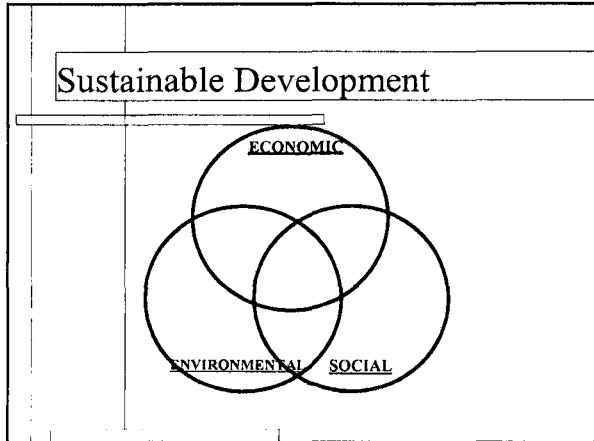 Sustainable Development
ECONOMIC
ENVIRONMENTAL
SOCIAL